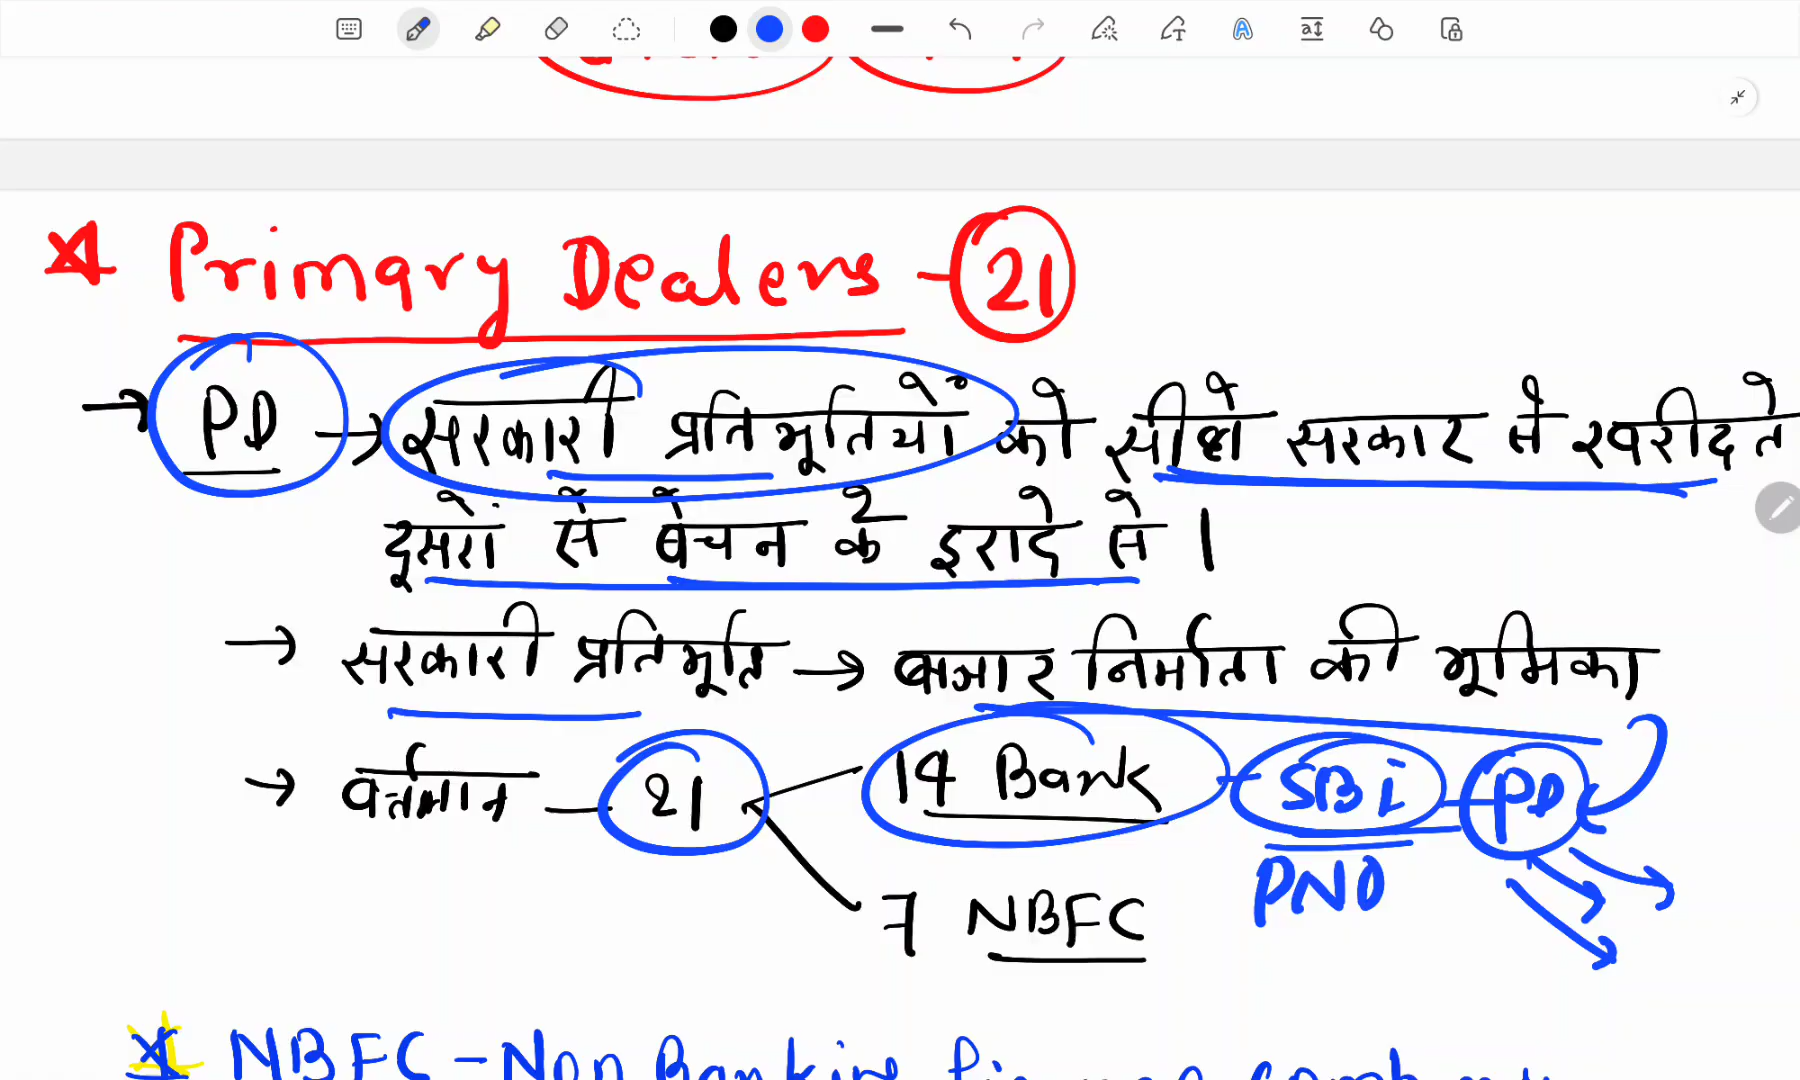 * Primary Dealers - 21
→ PD → सरकारी प्रतिभूतियों को सीधे सरकार से खरीदते
दूसरों से बेचने के इरादे से।
→ सरकारी प्रतिभूति → बाजार निर्माता की भूमिका
→ वर्तमान — 21 14 Bank - SBI - PD
PND
7 NBFC
* NBFC - Non Banking